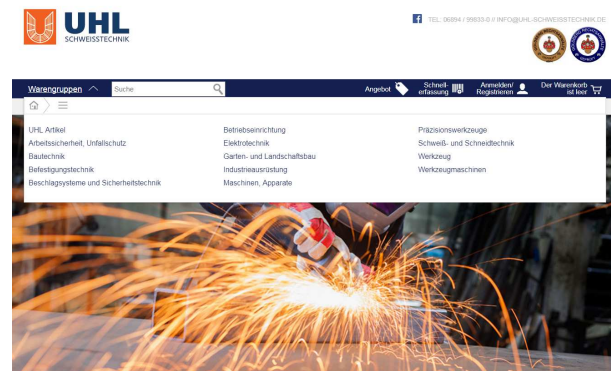 UHL
SCHWEISSTECHNIK
TEL: 06894 / 99833-0 // INFO@UHL-SCHWEISSTECHNIK.DE
Warengruppen
Suche
Angebot
Schnell-
erfassung
Anmelden/
Registrieren
Der Warenkorb
ist leer
UHL Artikel
Arbeitssicherheit, Unfallschutz
Bautechnik
Befestigungstechnik
Beschlagsysteme und Sicherheitstechnik
Betriebseinrichtung
Elektrotechnik
Garten- und Landschaftsbau
Industrieausrüstung
Maschinen, Apparate
Präzisionswerkzeuge
Schweiß- und Schneidtechnik
Werkzeug
Werkzeugmaschinen